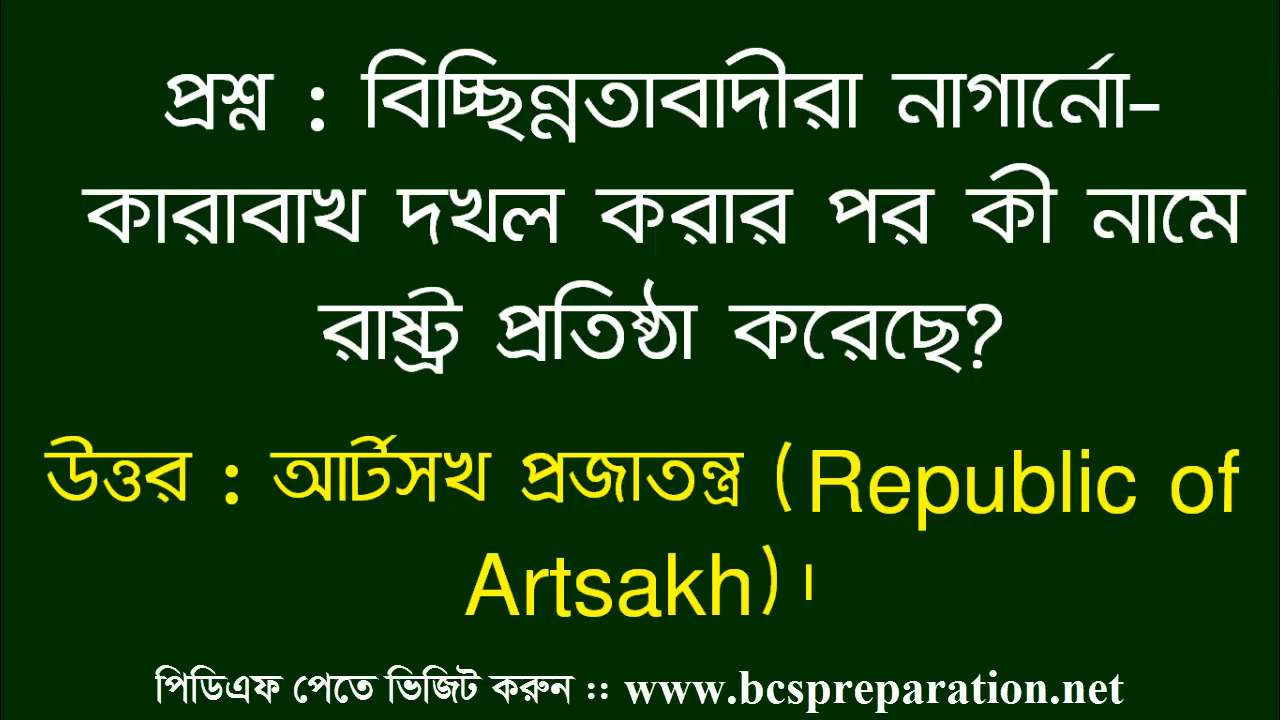 প্রশ্ন : বিচ্ছিন্নতাবাদীরা নাগার্নো-
কারাবাখ দখল করার পর কী নামে
রাষ্ট্র প্রতিষ্ঠা করেছে?
উত্তর : আর্টসখ প্রজাতন্ত্র (Republic of
Artsakh)।
পিডিএফ পেতে ভিজিট করুন :: www.bcspreparation.net